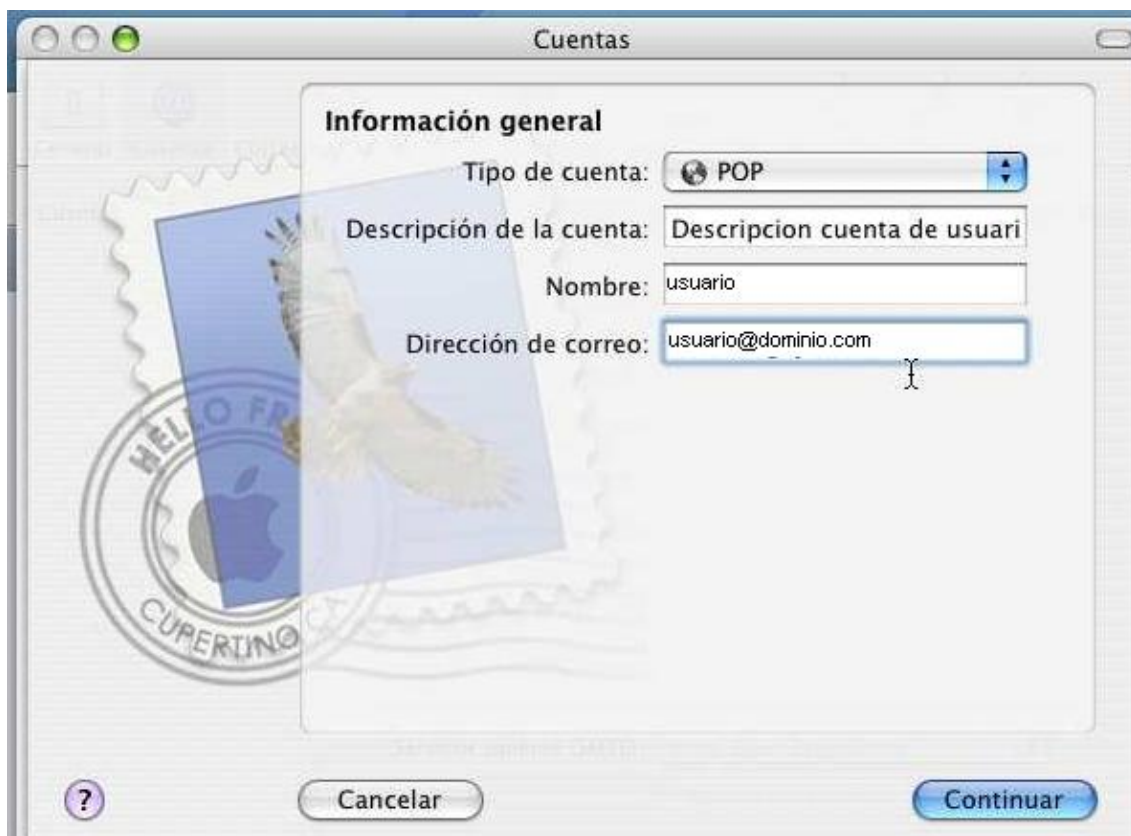 Cuentas
Información general
Tipo de cuenta: POP
Descripción de la cuenta: Descripcion cuenta de usuari
Nombre: usuario
Dirección de correo: usuario@dominio.com
HELLO FR
CUPERTINO CA
? Cancelar Continuar